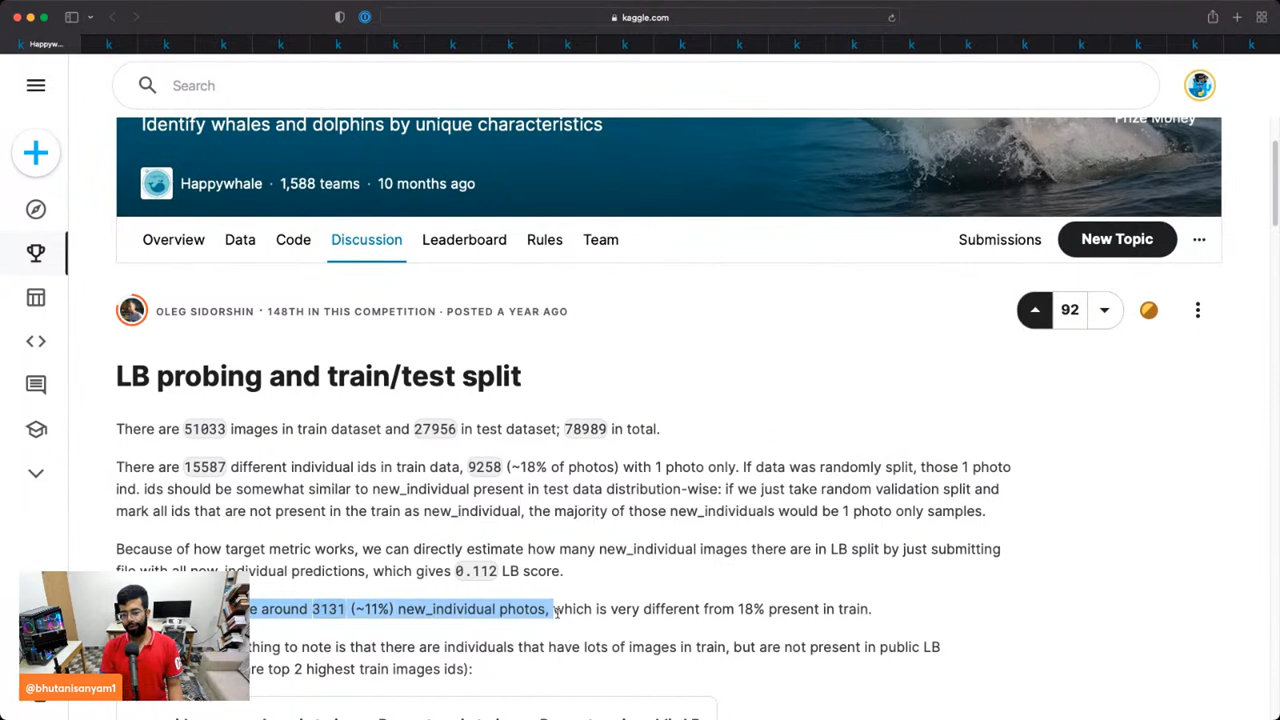 kaggle.com
Happyw...
Search
Identify whales and dolphins by unique characteristics
Prize Money
Happywhale · 1,588 teams · 10 months ago
Overview Data Code Discussion Leaderboard Rules Team Submissions New Topic
OLEG SIDORSHIN · 148TH IN THIS COMPETITION · POSTED A YEAR AGO
92
LB probing and train/test split
There are 51033 images in train dataset and 27956 in test dataset; 78989 in total.
There are 15587 different individual ids in train data, 9258 (~18% of photos) with 1 photo only. If data was randomly split, those 1 photo
ind. ids should be somewhat similar to new_individual present in test data distribution-wise: if we just take random validation split and
mark all ids that are not present in the train as new_individual, the majority of those new_individuals would be 1 photo only samples.
Because of how target metric works, we can directly estimate how many new_individual images there are in LB split by just submitting
file with all new_individual predictions, which gives 0.112 LB score.
around 3131 (~11%) new_individual photos, which is very different from 18% present in train.
thing to note is that there are individuals that have lots of images in train, but are not present in public LB
top 2 highest train images ids):
@bhutanisanyam1